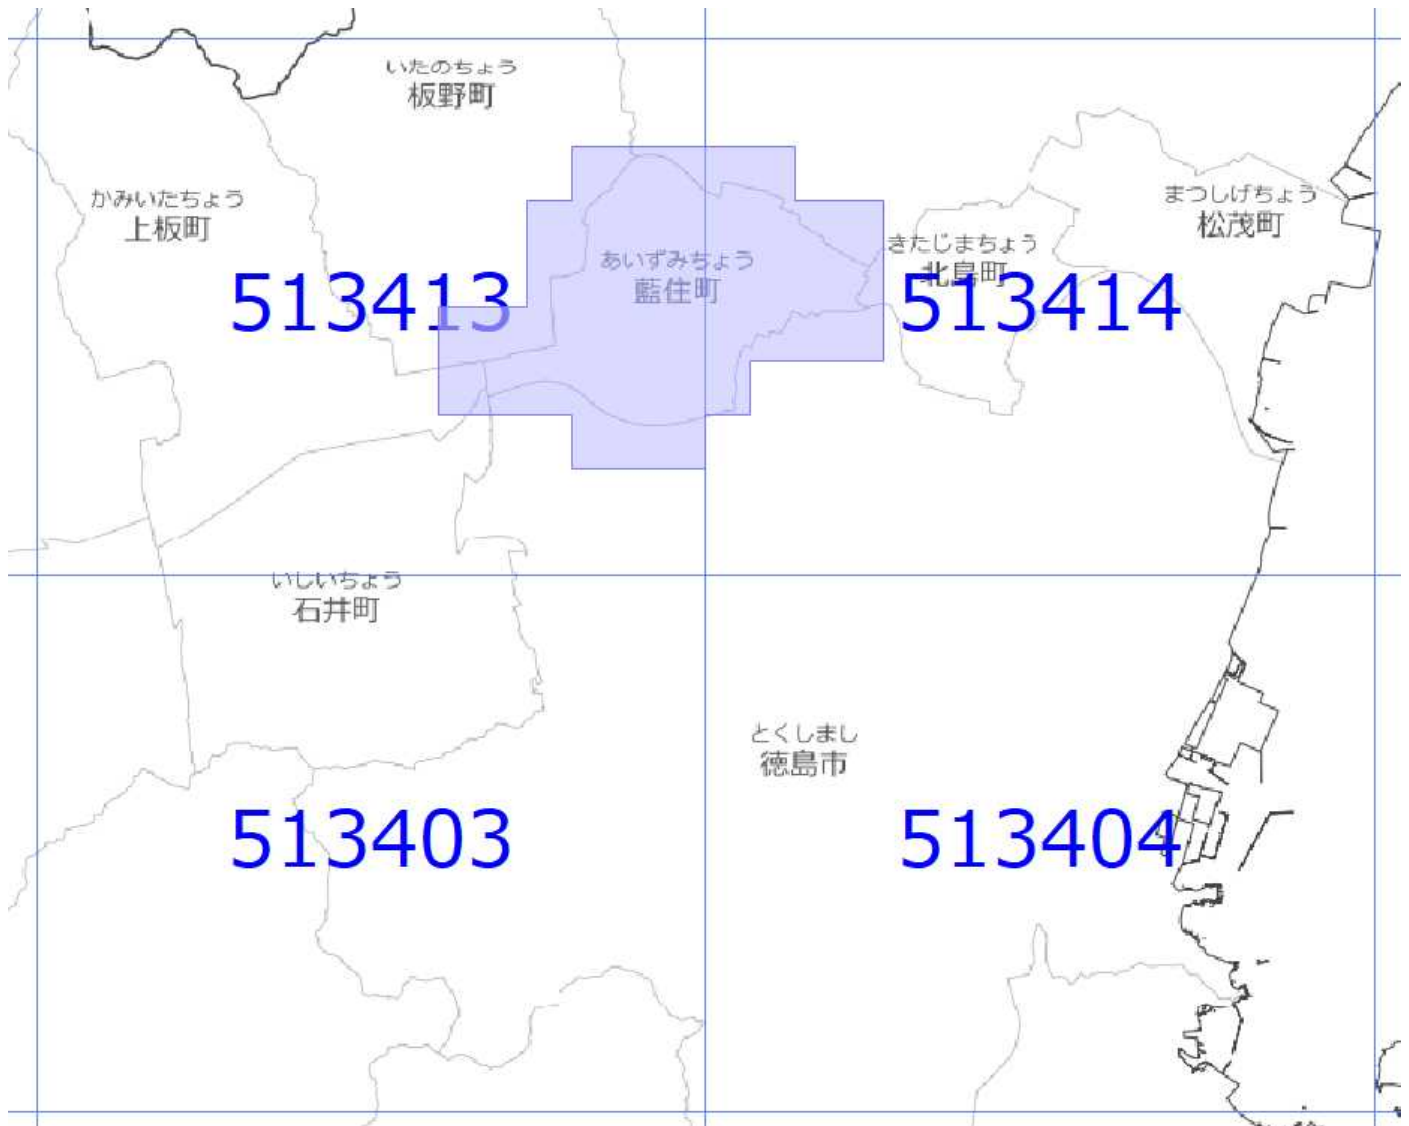 いたのちょう
板野町
かみいたちょう
上板町
まつしげちょう
松茂町
きたじまちょう
北島町
あいずみちょう
藍住町
513413
513414
いしいちょう
石井町
とくしまし
徳島市
513403
513404